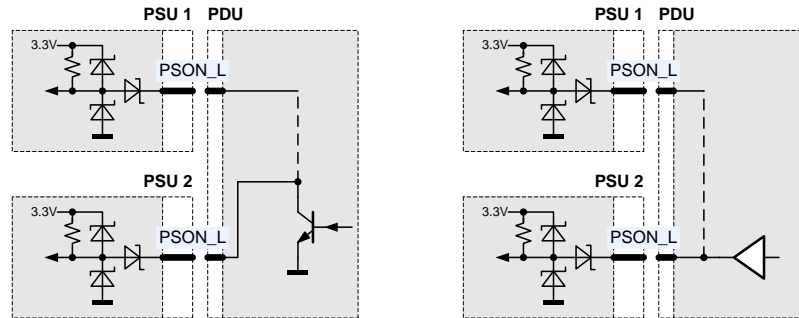 PSU 1 PDU
3.3V
PSON_L
PSU 2
3.3V
PSON_L
PSU 1 PDU
3.3V
PSON_L
PSU 2
3.3V
PSON_L